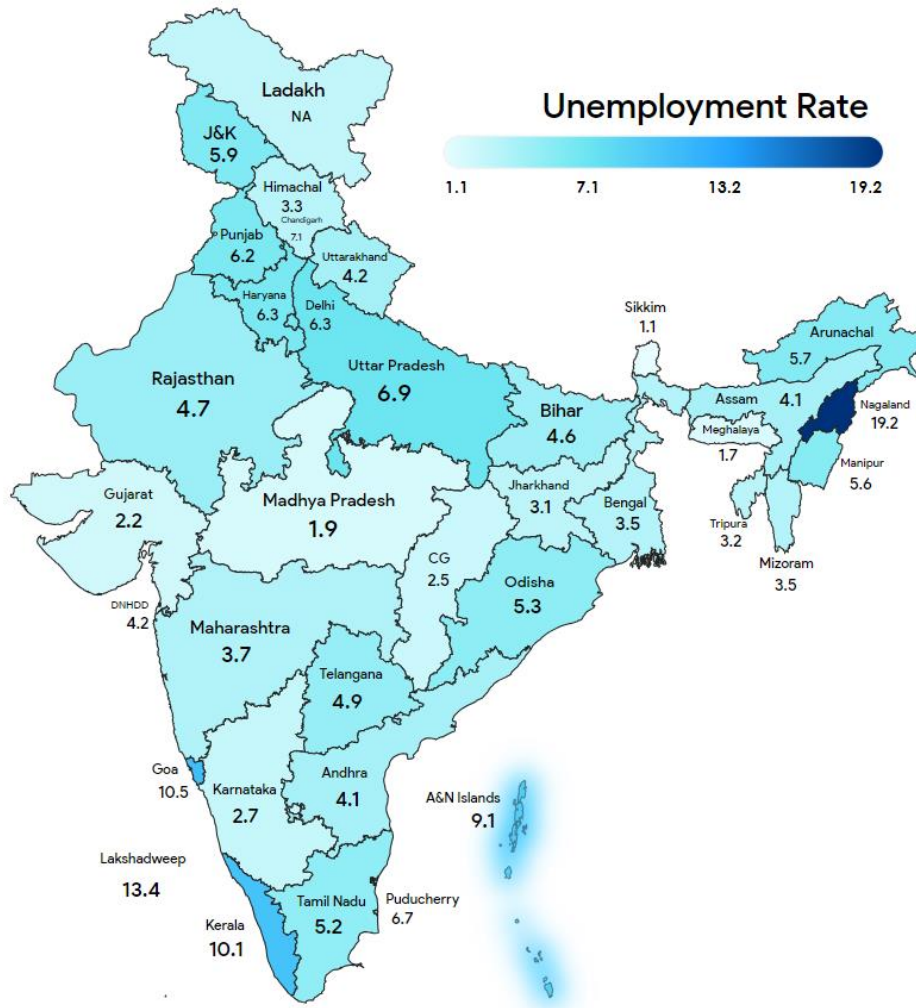 Unemployment Rate
1.1 7.1 13.2 19.2
Ladakh
NA
J&K
5.9
Himachal
3.3
Chandigarh
7.1
Punjab
6.2
Uttarakhand
4.2
Haryana
6.3
Delhi
6.3
Sikkim
1.1
Arunachal
5.7
Rajasthan
4.7
Uttar Pradesh
6.9
Bihar
4.6
Assam
4.1
Nagaland
19.2
Meghalaya
1.7
Manipur
5.6
Gujarat
2.2
Madhya Pradesh
1.9
Jharkhand
3.1
Bengal
3.5
Tripura
3.2
Mizoram
3.5
CG
2.5
Odisha
5.3
DNHDD
4.2
Maharashtra
3.7
Telangana
4.9
Goa
10.5
Karnataka
2.7
Andhra
4.1
A&N Islands
9.1
Lakshadweep
13.4
Kerala
10.1
Tamil Nadu
5.2
Puducherry
6.7